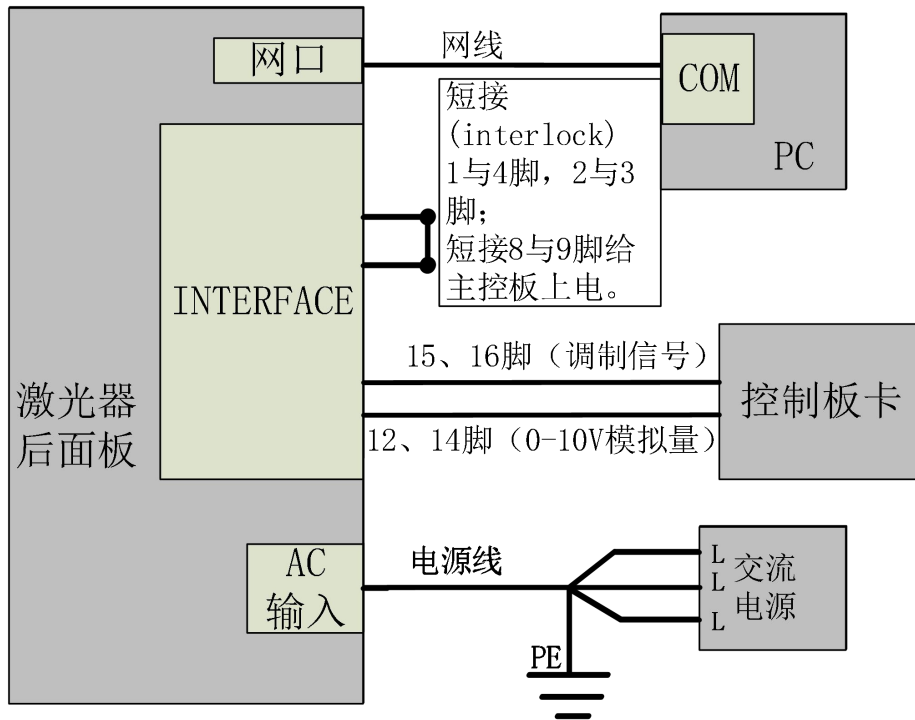 网口
网线
COM
PC
短接
(interlock)
1与4脚，2与3
脚；
短接8与9脚给
主控板上电。
INTERFACE
15、16脚（调制信号）
激光器
后面板
控制板卡
12、14脚（0-10V模拟量）
AC
输入
电源线
L
L
L
交流
电源
PE